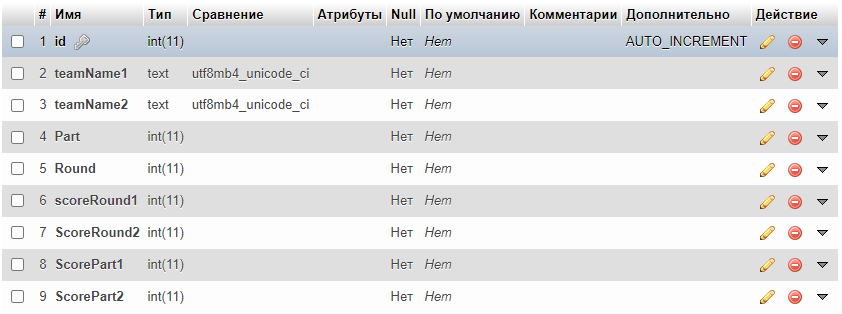 # Имя Тип Сравнение Атрибуты Null По умолчанию Комментарии Дополнительно Действие
1 id int(11) Нет Нет AUTO_INCREMENT
2 teamName1 text utf8mb4_unicode_ci Нет Нет
3 teamName2 text utf8mb4_unicode_ci Нет Нет
4 Part int(11) Нет Нет
5 Round int(11) Нет Нет
6 scoreRound1 int(11) Нет Нет
7 ScoreRound2 int(11) Нет Нет
8 ScorePart1 int(11) Нет Нет
9 ScorePart2 int(11) Нет Нет